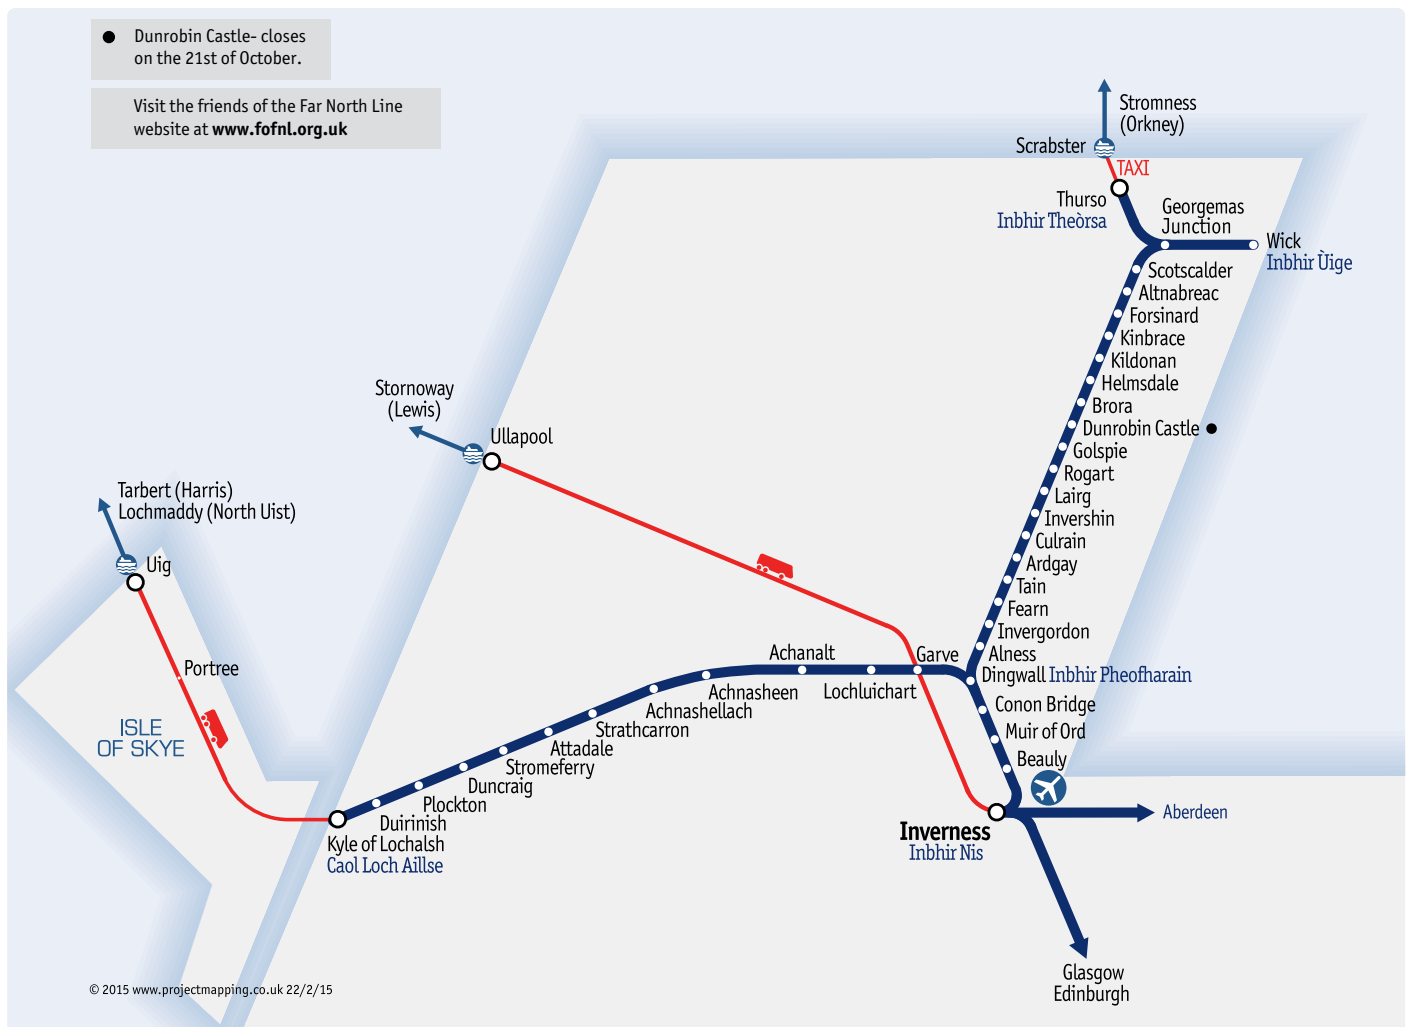 Dunrobin Castle- closes
on the 21st of October.
Visit the friends of the Far North Line
website at www.fofnl.org.uk
Stromness
(Orkney)
Scrabster
TAXI
Thurso
Inbhir Theòrsa
Georgemas
Junction
Wick
Inbhir Ùige
Scotscalder
Altnabreac
Forsinard
Kinbrace
Kildonan
Helmsdale
Brora
Dunrobin Castle
Golspie
Rogart
Lairg
Invershin
Culrain
Ardgay
Tain
Fearn
Invergordon
Alness
Dingwall Inbhir Pheofharain
Conon Bridge
Muir of Ord
Beauly
Stornoway
(Lewis)
Ullapool
Tarbert (Harris)
Lochmaddy (North Uist)
Uig
Portree
ISLE
OF SKYE
Garve
Achanalt
Lochluichart
Achnasheen
Achnashellach
Strathcarron
Attadale
Stromeferry
Duncraig
Plockton
Duirinish
Kyle of Lochalsh
Caol Loch Aillse
Inverness
Inbhir Nis
Aberdeen
Glasgow
Edinburgh
© 2015 www.projectmapping.co.uk 22/2/15